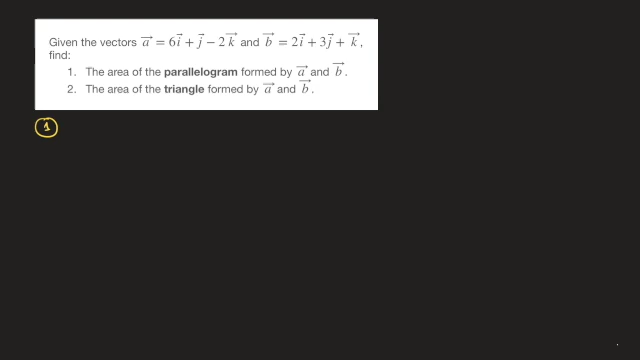 Given the vectors a⃗ = 6i⃗ + j⃗ − 2k⃗ and b⃗ = 2i⃗ + 3j⃗ + k⃗,
find:
1. The area of the parallelogram formed by a⃗ and b⃗.
2. The area of the triangle formed by a⃗ and b⃗.
1